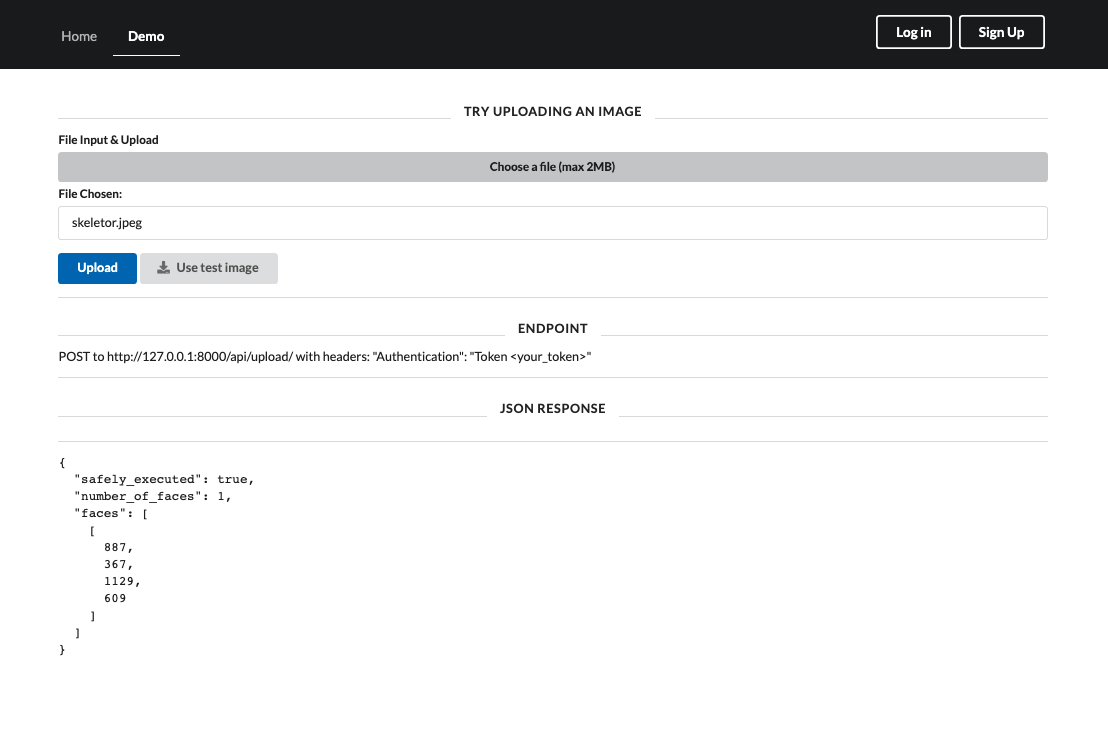 Home Demo Log in Sign Up
TRY UPLOADING AN IMAGE
File Input & Upload
Choose a file (max 2MB)
File Chosen:
skeletor.jpeg
Upload Use test image
ENDPOINT
POST to http://127.0.0.1:8000/api/upload/ with headers: "Authentication": "Token <your_token>"
JSON RESPONSE
{
  "safely_executed": true,
  "number_of_faces": 1,
  "faces": [
    [
      887,
      367,
      1129,
      609
    ]
  ]
}